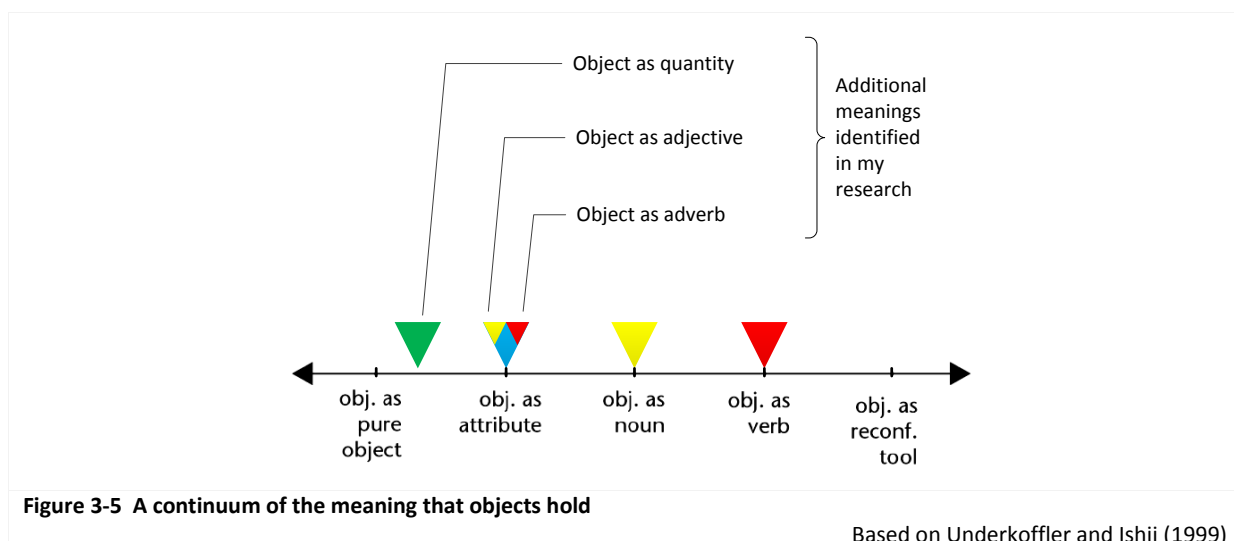 Object as quantity
Object as adjective
Object as adverb
Additional
meanings
identified
in my
research
obj. as
pure
object
obj. as
attribute
obj. as
noun
obj. as
verb
obj. as
reconf.
tool
Figure 3-5 A continuum of the meaning that objects hold
Based on Underkoffler and Ishii (1999)